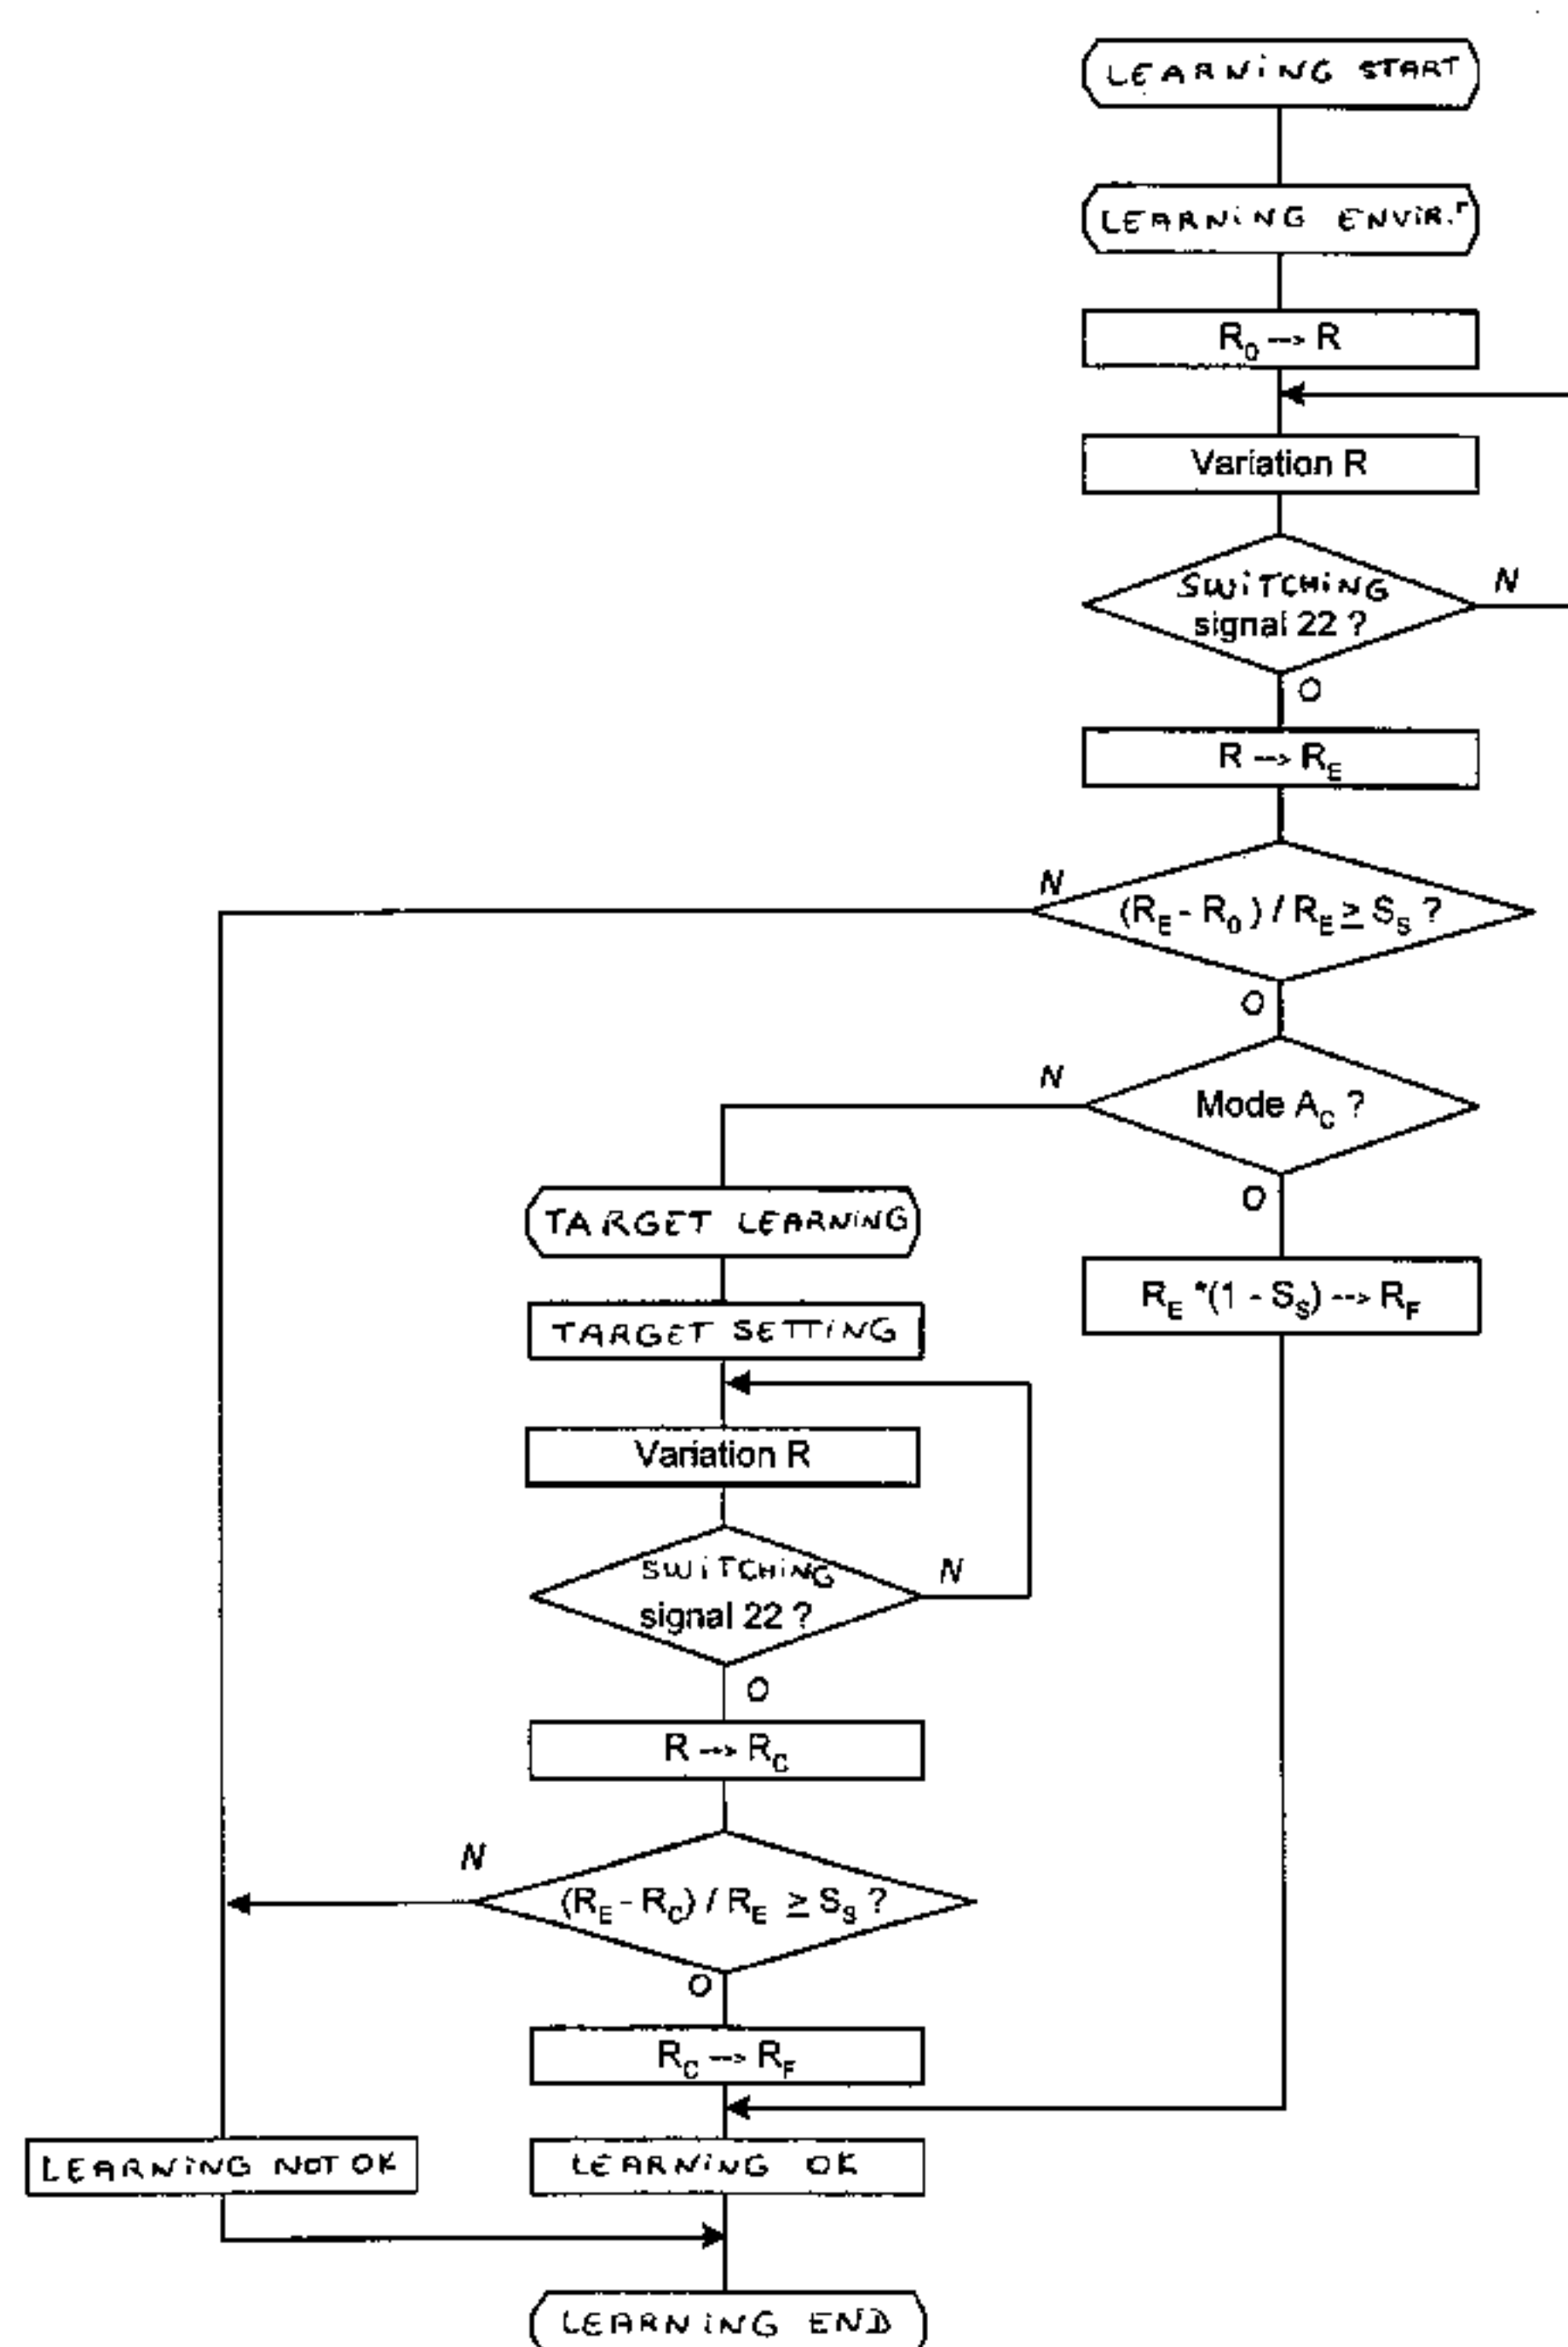 LEARNING START
LEARNING ENVIR.T
R0 --> R
Variation R
SWITCHING
signal 22 ?
N
O
R --> RE
N
(RE - R0) / RE ≥ SS ?
O
N
Mode AC ?
O
RE *(1 - SS) --> RF
TARGET LEARNING
TARGET SETTING
Variation R
SWITCHING
signal 22 ?
N
O
R --> RC
N
(RE - RC) / RE ≥ SS ?
O
RC --> RF
LEARNING NOT OK
LEARNING OK
LEARNING END